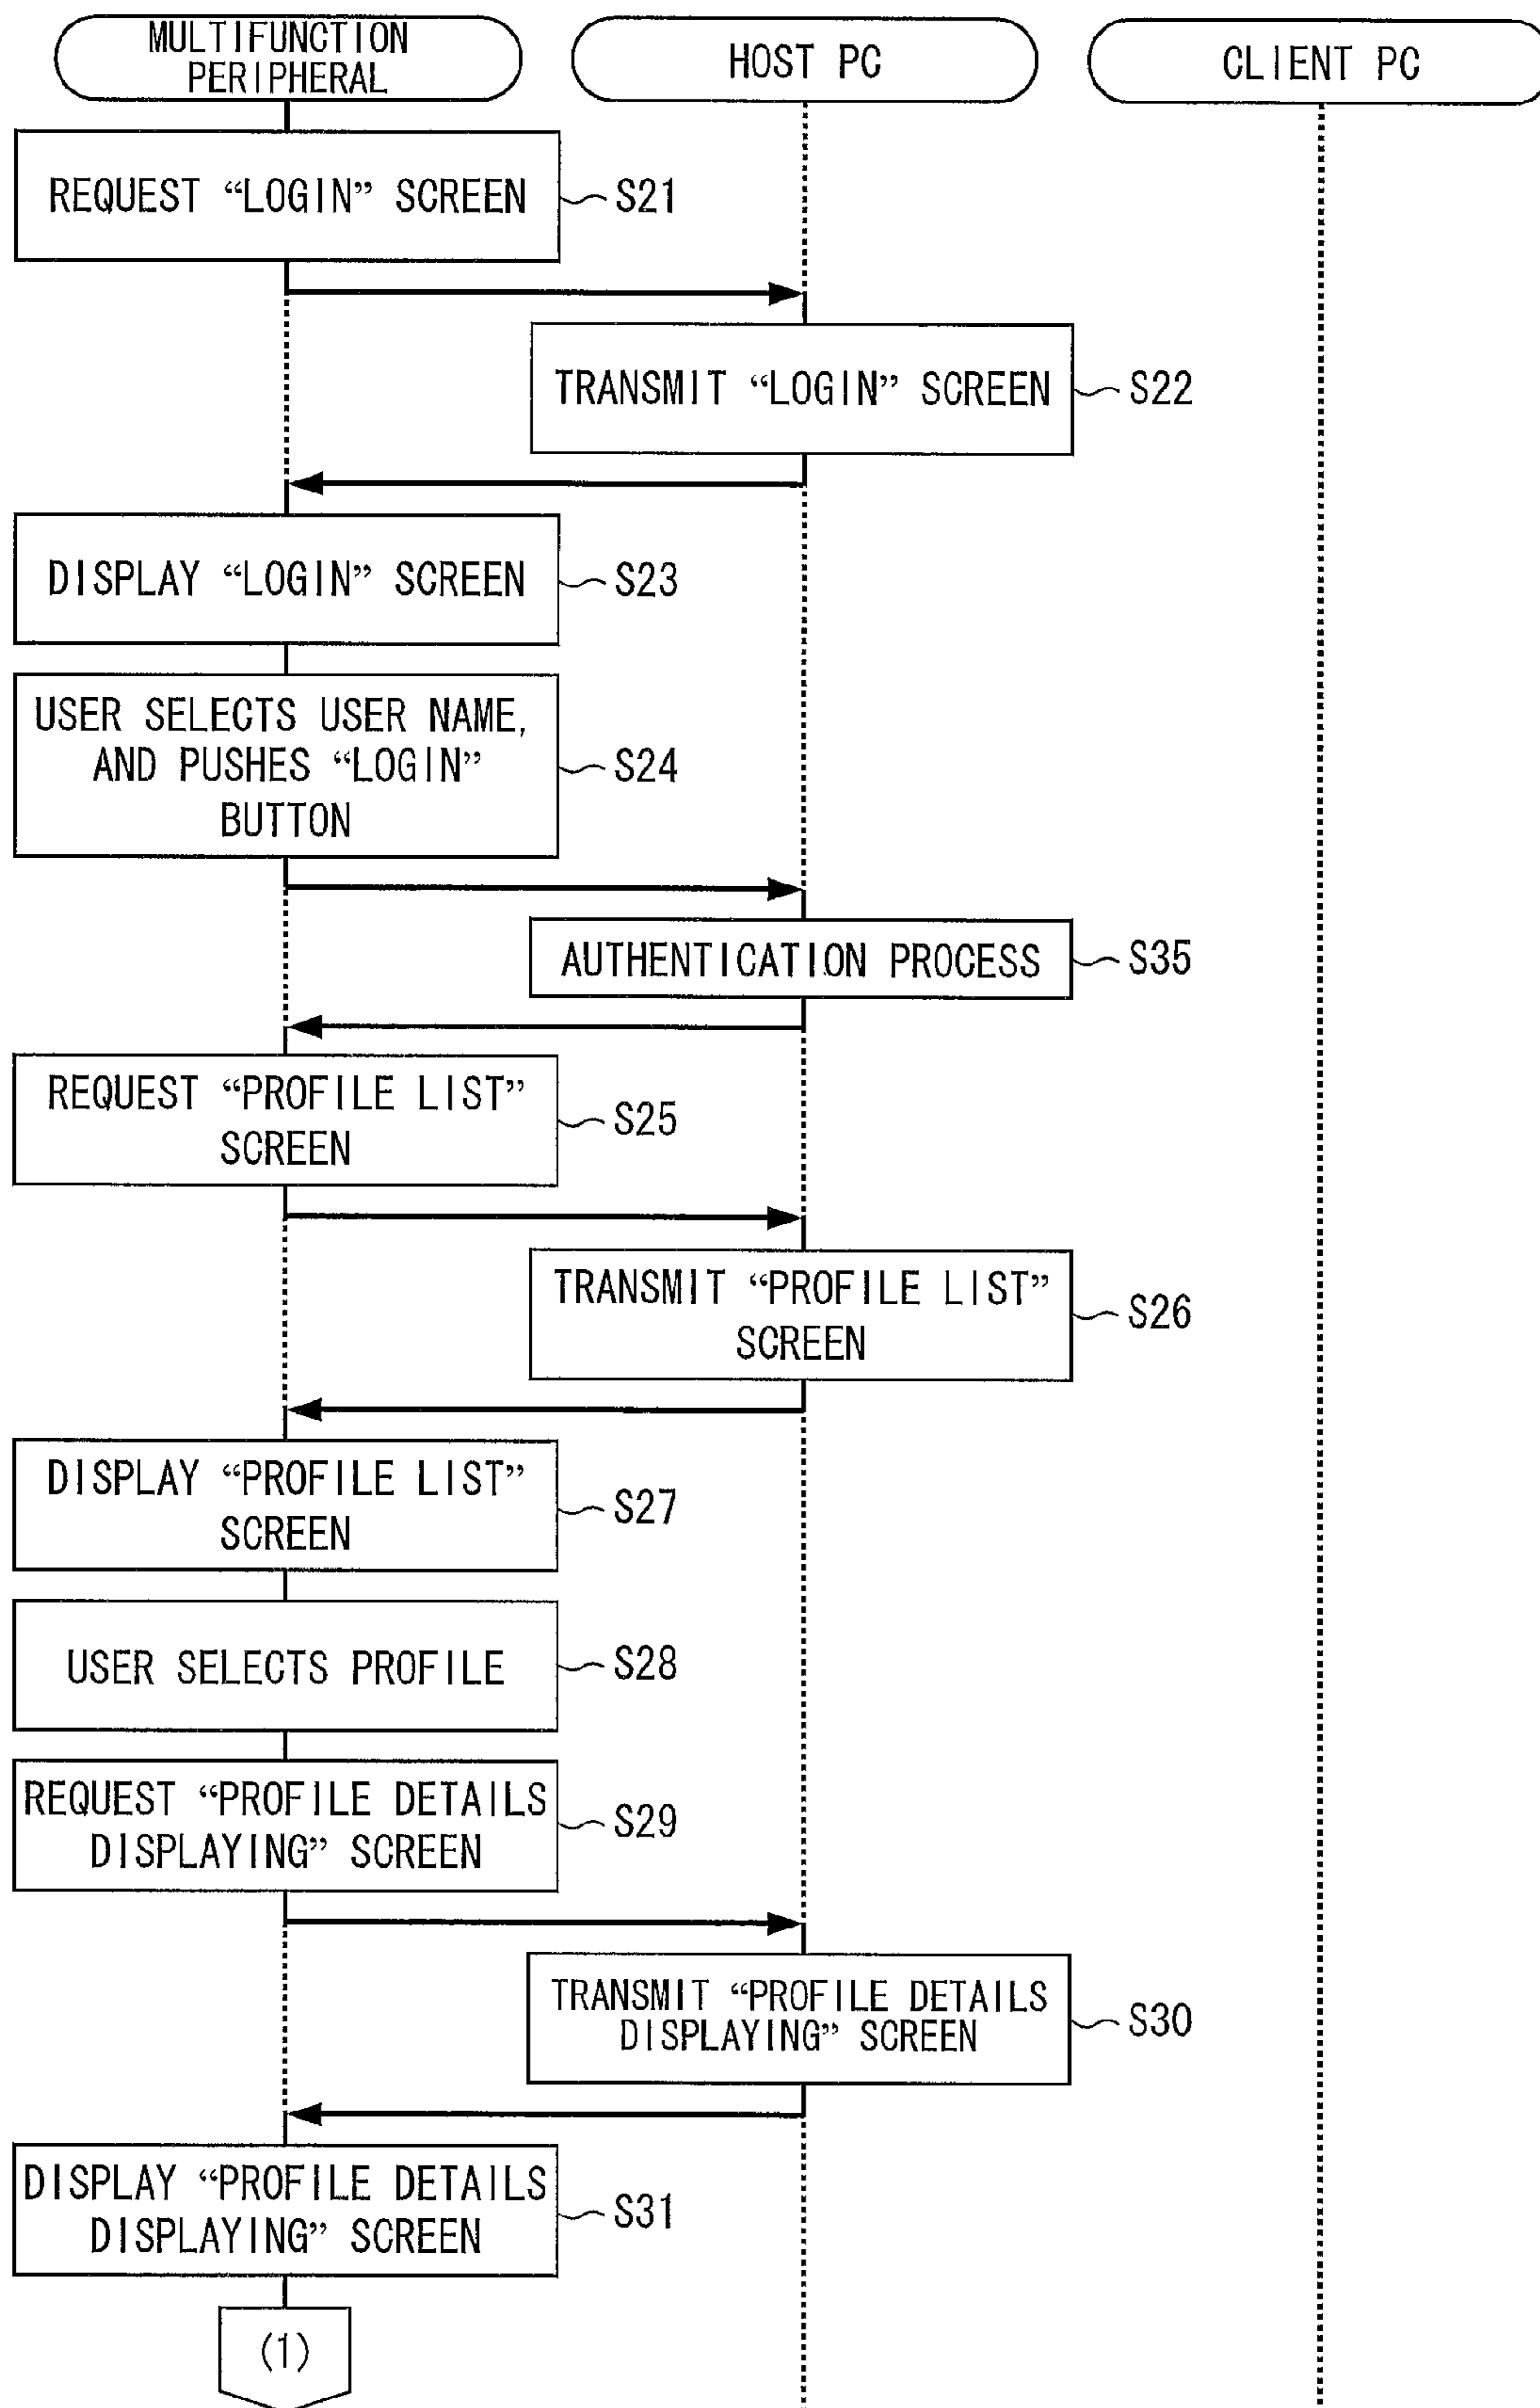 MULTIFUNCTION
PERIPHERAL
HOST PC
CLIENT PC
REQUEST “LOGIN” SCREEN
S21
TRANSMIT “LOGIN” SCREEN
S22
DISPLAY “LOGIN” SCREEN
S23
USER SELECTS USER NAME,
AND PUSHES “LOGIN”
BUTTON
S24
AUTHENTICATION PROCESS
S35
REQUEST “PROFILE LIST”
SCREEN
S25
TRANSMIT “PROFILE LIST”
SCREEN
S26
DISPLAY “PROFILE LIST”
SCREEN
S27
USER SELECTS PROFILE
S28
REQUEST “PROFILE DETAILS
DISPLAYING” SCREEN
S29
TRANSMIT “PROFILE DETAILS
DISPLAYING” SCREEN
S30
DISPLAY “PROFILE DETAILS
DISPLAYING” SCREEN
S31
(1)